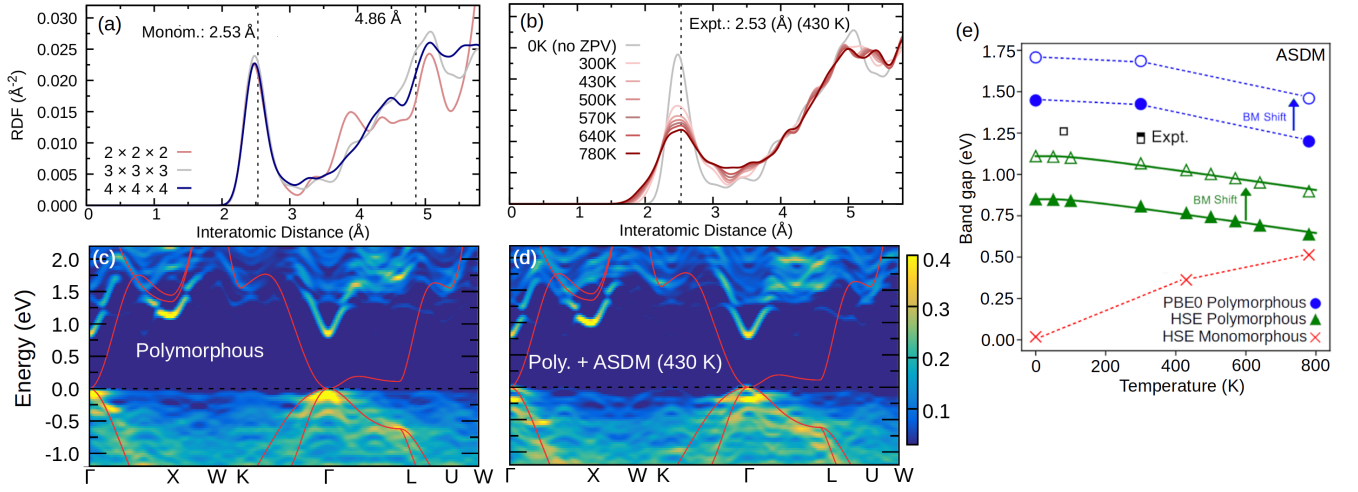 (a)
4.86 Å
Monom.: 2.53 Å
RDF (Å-2)
0.030
0.025
0.020
0.015
0.010
0.005
0.000
2 × 2 × 2
3 × 3 × 3
4 × 4 × 4
0 1 2 3 4 5
Interatomic Distance (Å)
(b)
Expt.: 2.53 (Å) (430 K)
0K (no ZPV)
300K
430K
500K
570K
640K
780K
0 1 2 3 4 5
Interatomic Distance (Å)
(c)
Energy (eV)
2.0
1.5
1.0
0.5
0.0
-0.5
-1.0
Polymorphous
Γ X W K Γ L U W
(d)
Poly. + ASDM (430 K)
Γ X W K Γ L U W
0.4
0.3
0.2
0.1
(e)
ASDM
Band gap (eV)
1.75
1.50
1.25
1.00
0.75
0.50
0.25
0.00
BM Shift
Expt.
BM Shift
PBE0 Polymorphous
HSE Polymorphous
HSE Monomorphous
0 200 400 600 800
Temperature (K)